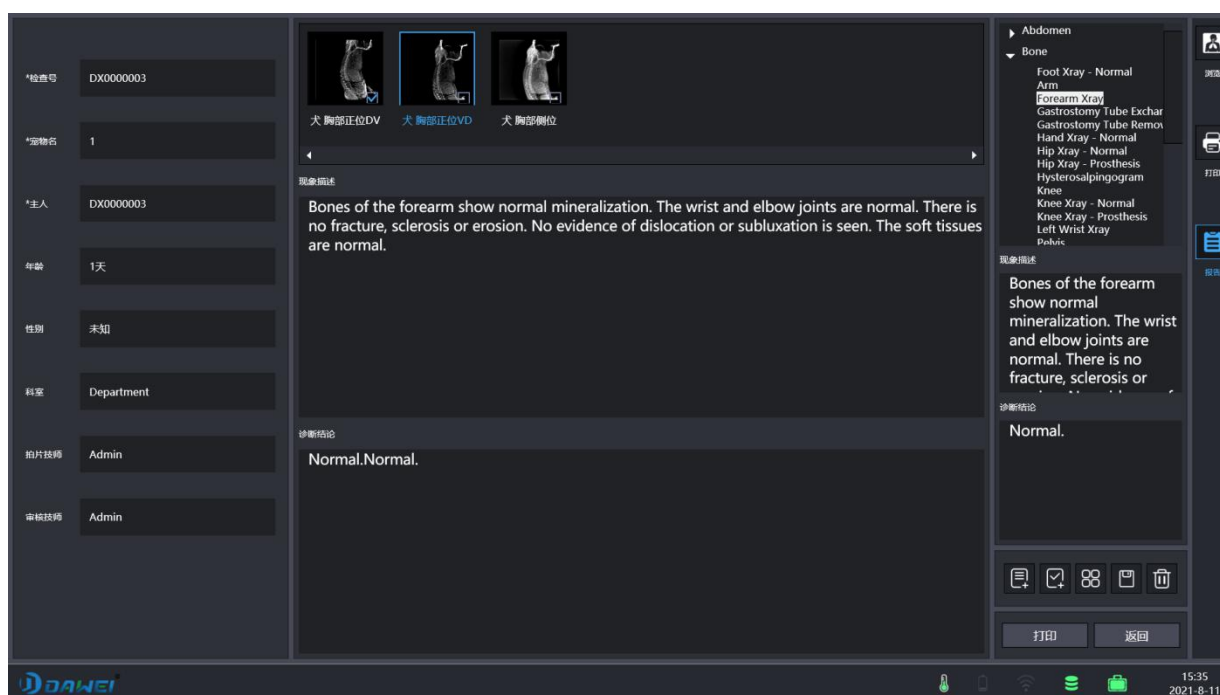 *检查号
DX0000003
*宠物名
1
*主人
DX0000003
年龄
1天
性别
未知
科室
Department
拍片技师
Admin
审核技师
Admin
犬 胸部正位DV
犬 胸部正位VD
犬 胸部侧位
现象描述
Bones of the forearm show normal mineralization. The wrist and elbow joints are normal. There is
no fracture, sclerosis or erosion. No evidence of dislocation or subluxation is seen. The soft tissues
are normal.
诊断结论
Normal.Normal.
Abdomen
Bone
Foot Xray - Normal
Arm
Forearm Xray
Gastrostomy Tube Exchar
Gastrostomy Tube Remov
Hand Xray - Normal
Hip Xray - Normal
Hip Xray - Prosthesis
Hysterosalpingogram
Knee
Knee Xray - Normal
Knee Xray - Prosthesis
Left Wrist Xray
Pelvis
现象描述
Bones of the forearm
show normal
mineralization. The wrist
and elbow joints are
normal. There is no
fracture, sclerosis or
诊断结论
Normal.
打印
返回
浏览
打印
报告
DAWEI
15:35